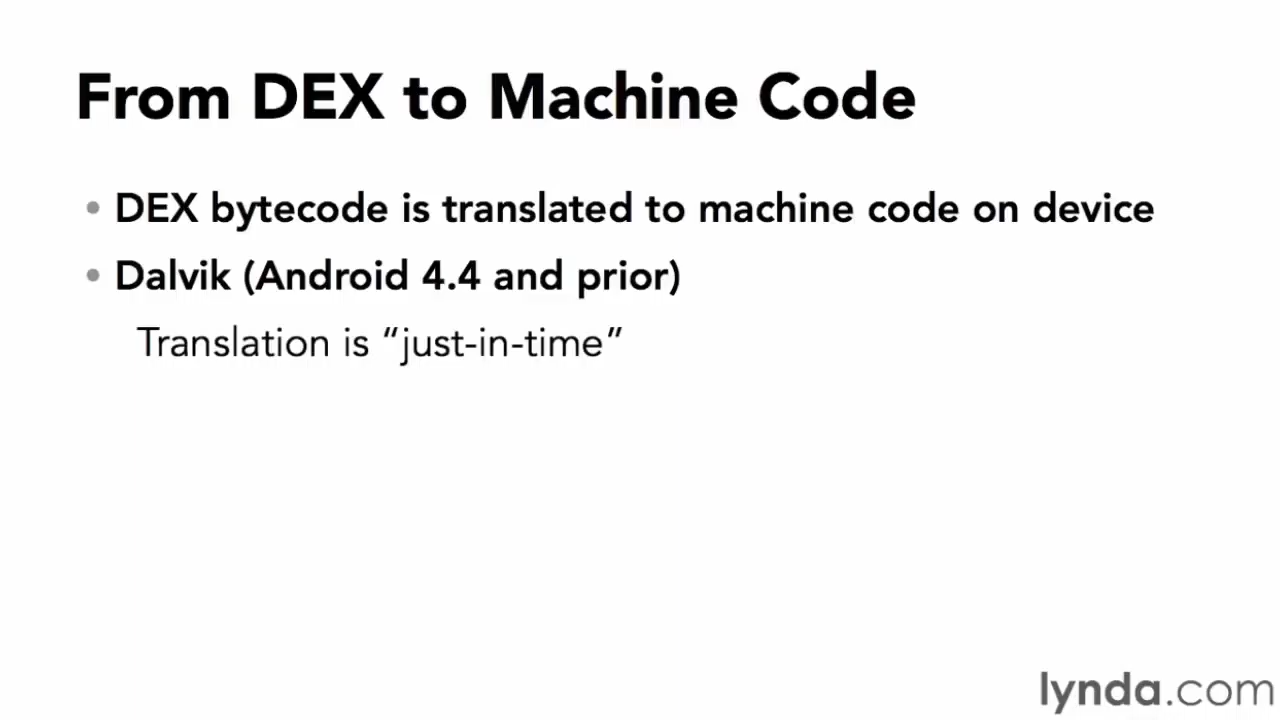 From DEX to Machine Code
• DEX bytecode is translated to machine code on device
• Dalvik (Android 4.4 and prior)
Translation is “just-in-time”
lynda.com